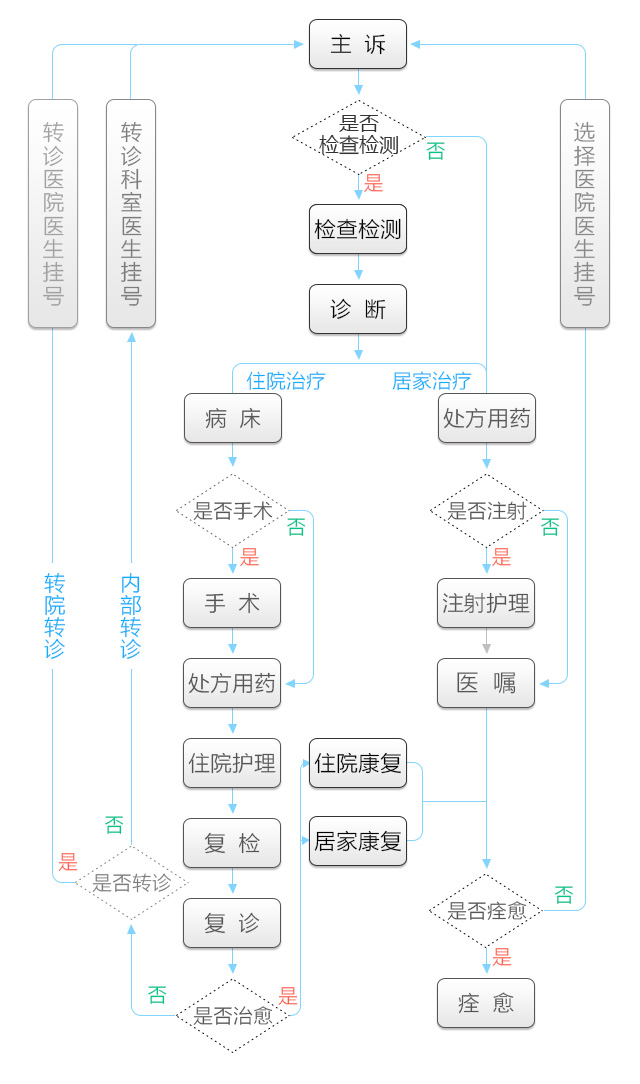 主 诉
是否
检查检测
否
是
转诊医院医生挂号
转诊科室医生挂号
选择医院医生挂号
检查检测
诊 断
住院治疗
居家治疗
病 床
处方用药
是否手术
否
是否注射
否
是
是
转院转诊
内部转诊
手 术
注射护理
处方用药
医 嘱
住院护理
住院康复
复 检
居家康复
否
是
是否转诊
复 诊
否
是否痊愈
是
否
是
是否治愈
痊 愈